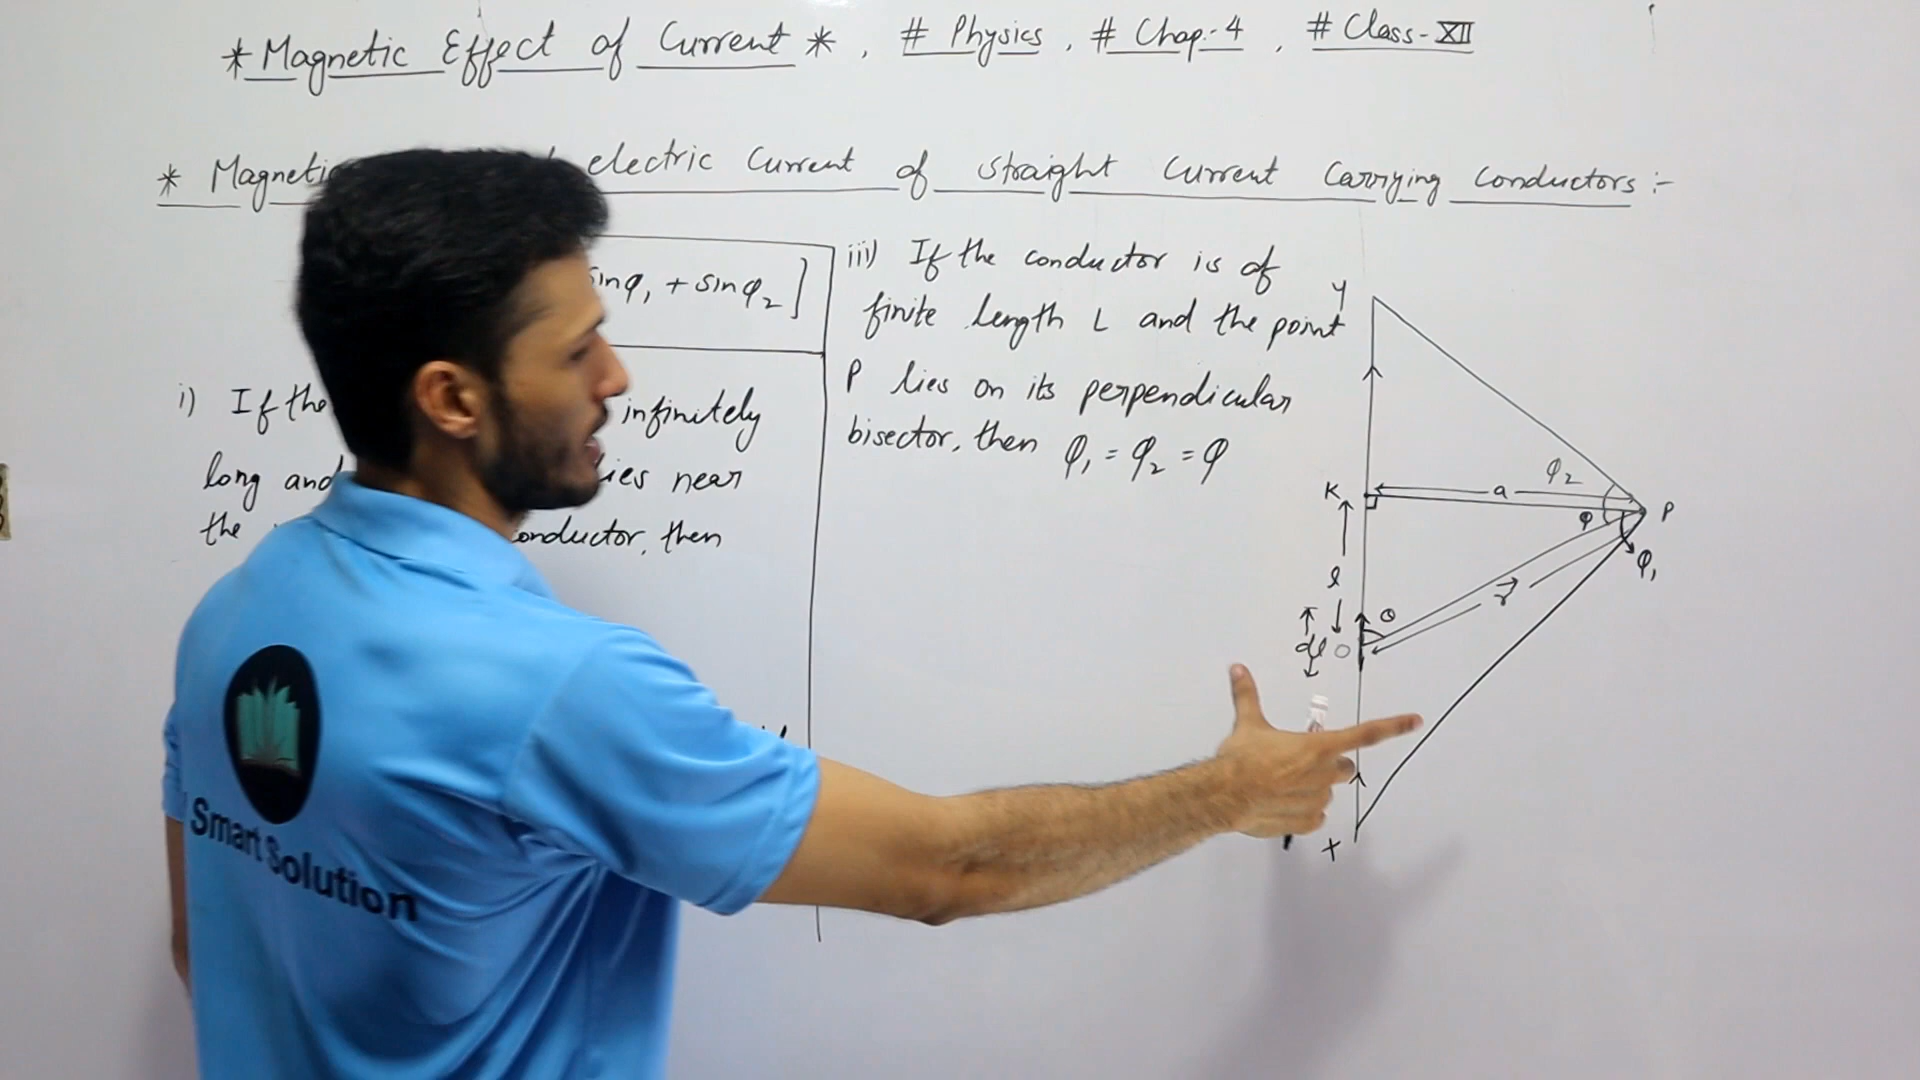 * Magnetic Effect of Current *, # Physics, # Chap.-4, # Class-XII
* Magnetic electric Current of straight Current Carrying Conductors :-
sinφ₁ + sinφ₂]
i) If the infinitely
long and lies near
the conductor, then
iii) If the conductor is of
finite length L and the point
P lies on its perpendicular
bisector, then φ₁ = φ₂ = φ
Y
φ₂
K
a
P
φ
φ₁
l
r
θ
dl
O
X
Smart Solution